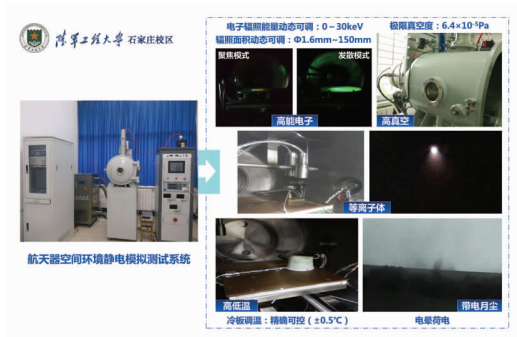 陆军工程大学 石家庄校区
电子辐照能量动态可调：0～30keV
辐照面积动态可调：Φ1.6mm~150mm
极限真空度：6.4×10⁻⁵Pa
聚焦模式
发散模式
高能电子
高真空
等离子体
航天器空间环境静电模拟测试系统
高低温
带电月尘
冷板调温：精确可控（±0.5℃）
电晕荷电